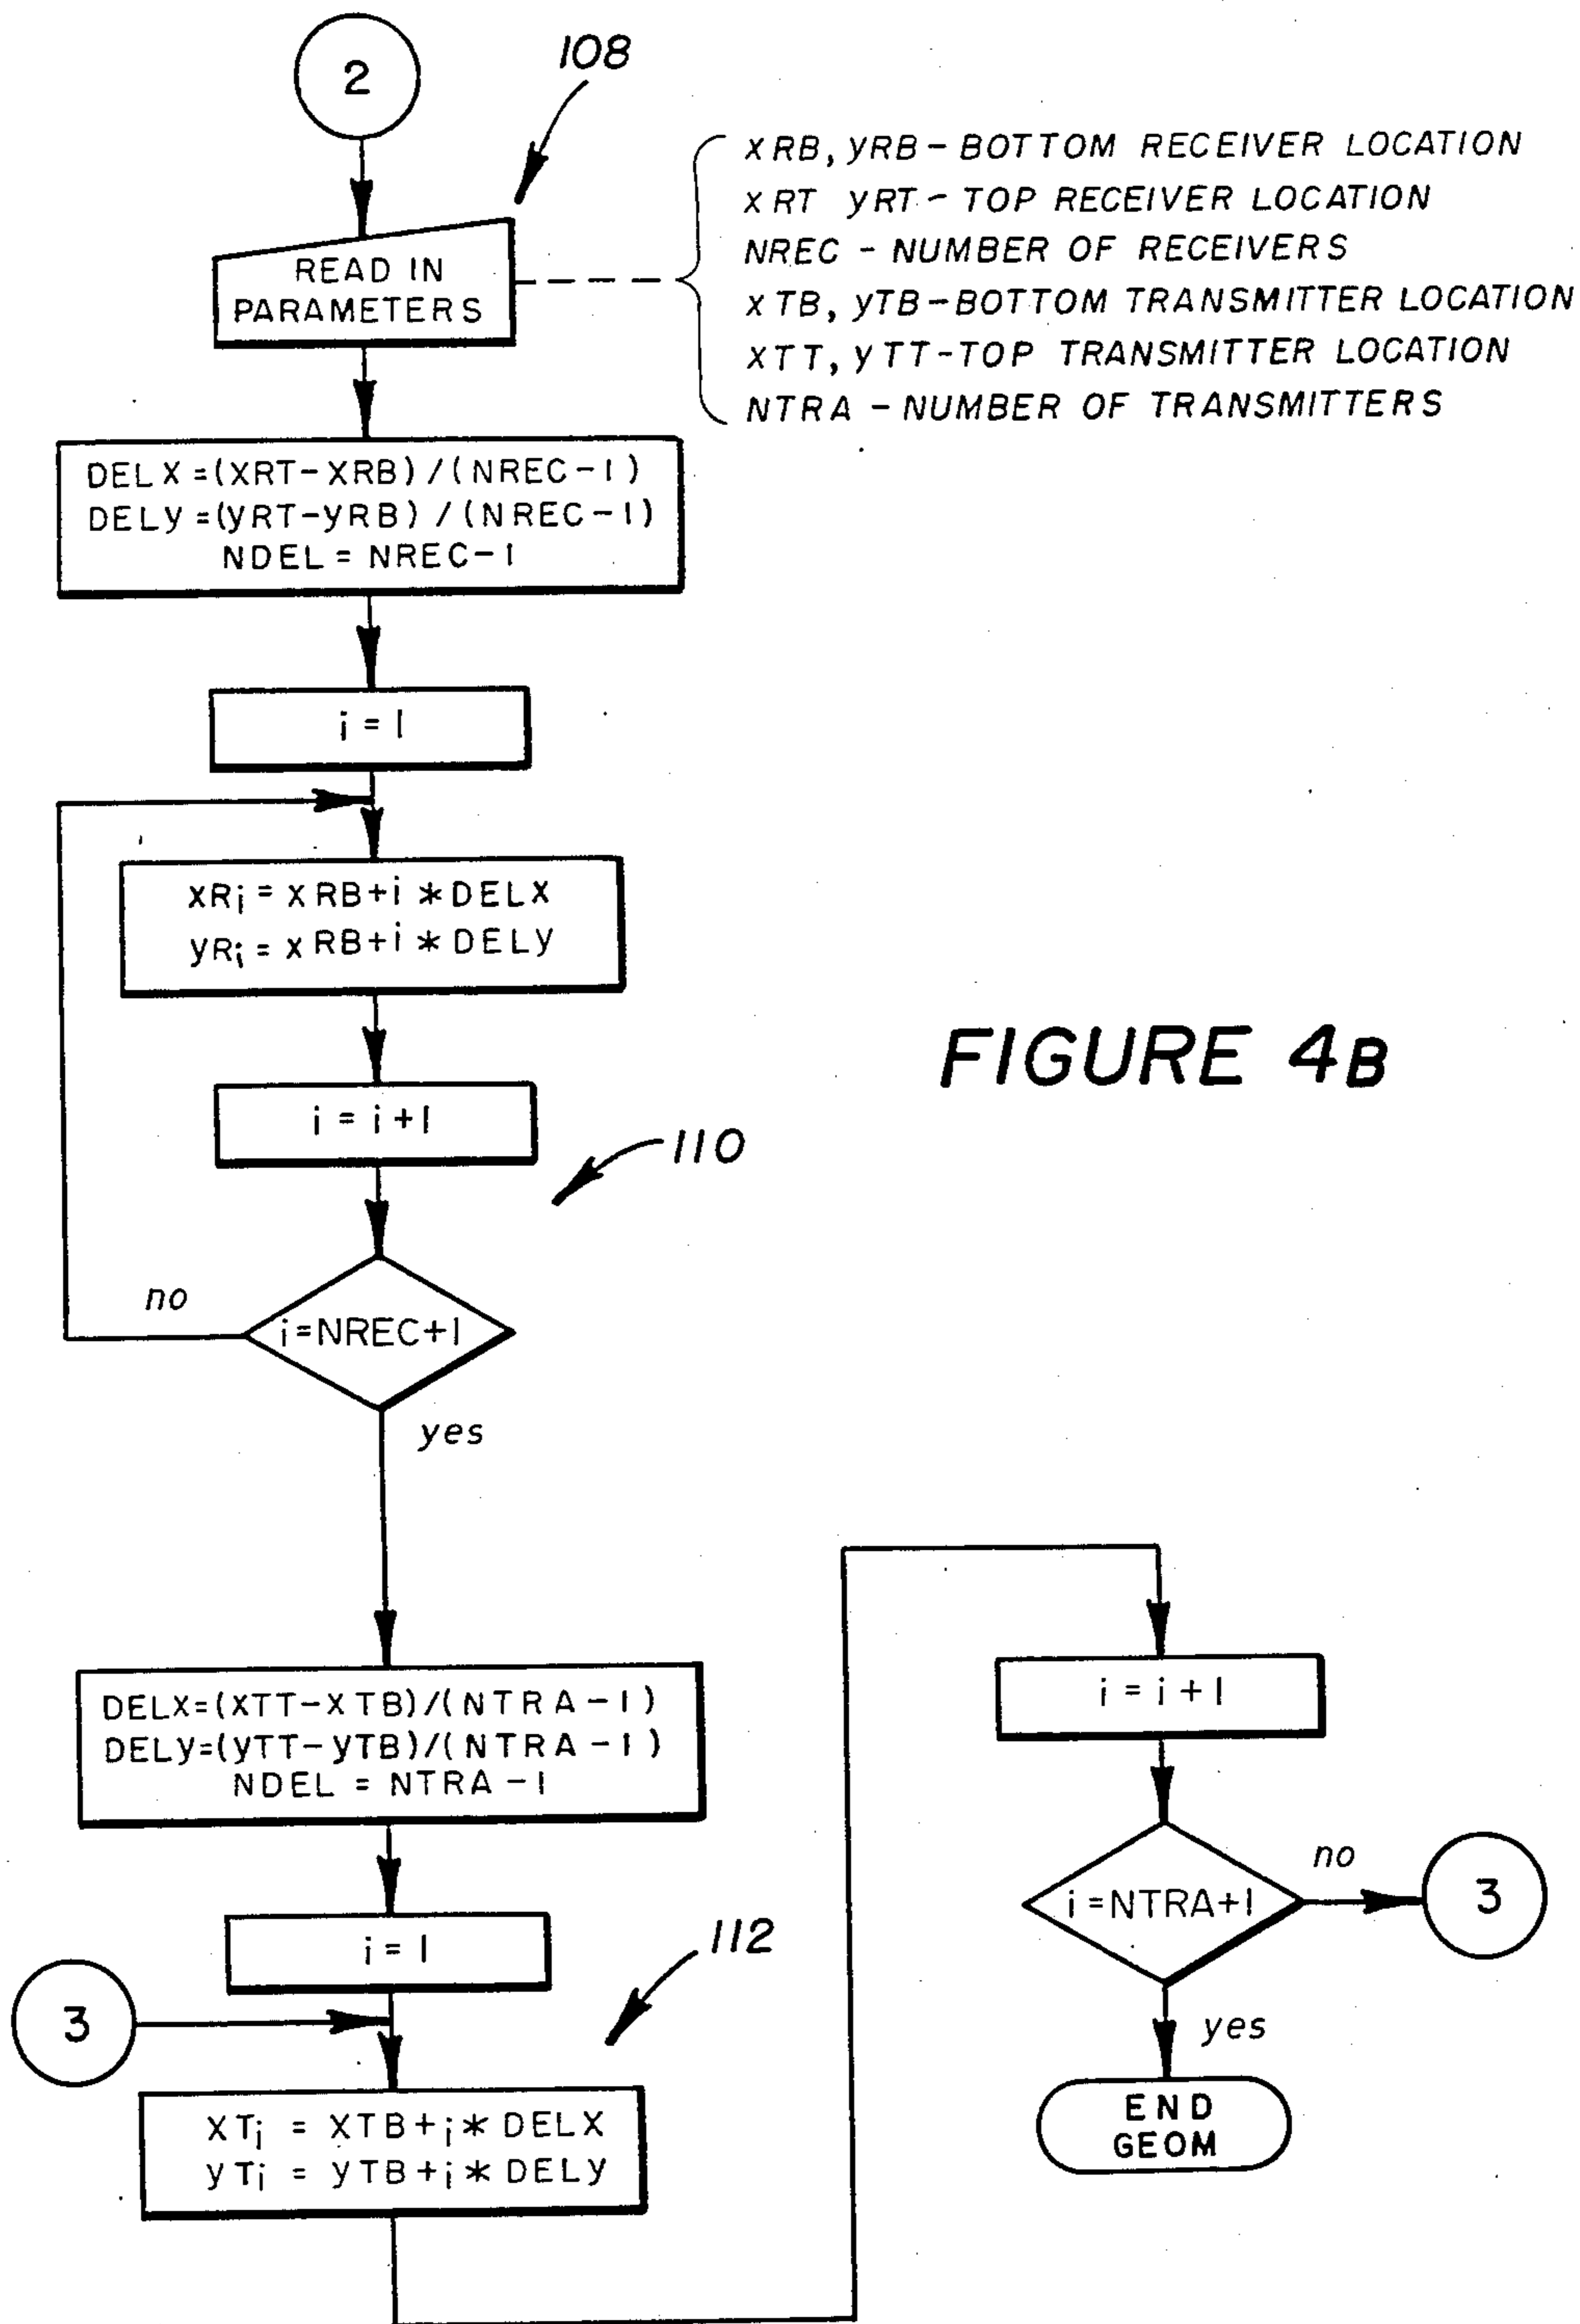 2
108
READ IN
PARAMETERS
xRB, yRB - BOTTOM RECEIVER LOCATION
xRT yRT - TOP RECEIVER LOCATION
NREC - NUMBER OF RECEIVERS
xTB, yTB - BOTTOM TRANSMITTER LOCATION
xTT, yTT - TOP TRANSMITTER LOCATION
NTRA - NUMBER OF TRANSMITTERS
DELX = (XRT-XRB) / (NREC-1)
DELY = (yRT-yRB) / (NREC-1)
NDEL = NREC-1
i = 1
xRi = xRB+i * DELX
yRi = xRB+i * DELY
i = i+1
110
FIGURE 4B
i=NREC+1
no
yes
DELX=(XTT-XTB)/(NTRA-1)
DELY=(yTT-yTB)/(NTRA-1)
NDEL = NTRA-1
i = 1
3
112
XTi = XTB+i* DELX
yTi = yTB+i* DELY
i = i+1
i=NTRA+1
no
3
yes
END
GEOM